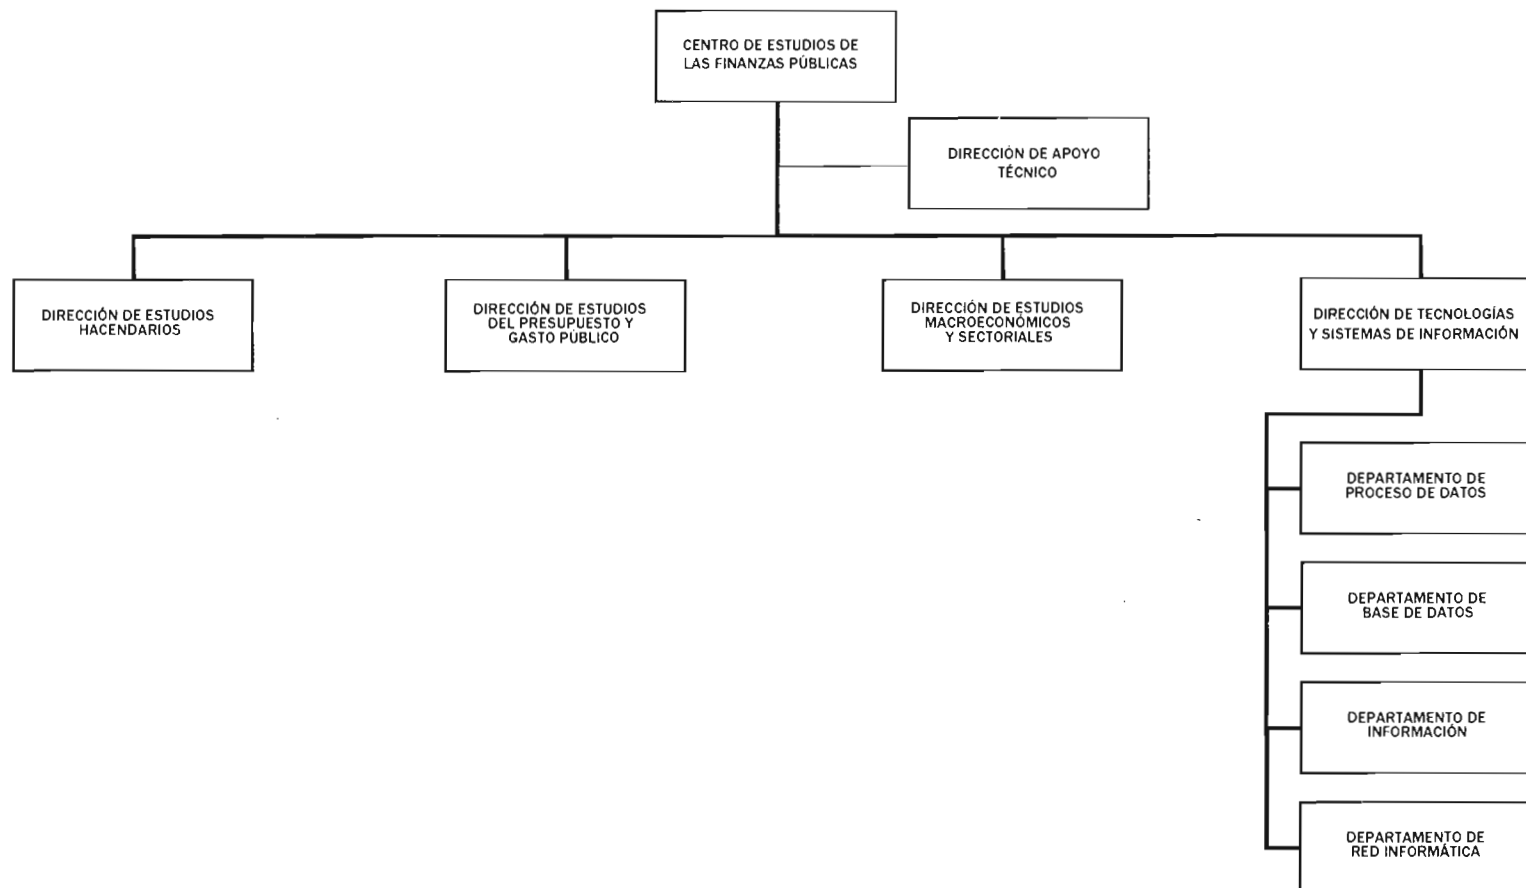 CENTRO DE ESTUDIOS DE
LAS FINANZAS PÚBLICAS
DIRECCIÓN DE APOYO
TÉCNICO
DIRECCIÓN DE ESTUDIOS
HACENDARIOS
DIRECCIÓN DE ESTUDIOS
DEL PRESUPUESTO Y
GASTO PÚBLICO
DIRECCIÓN DE ESTUDIOS
MACROECONÓMICOS
Y SECTORIALES
DIRECCIÓN DE TECNOLOGÍAS
Y SISTEMAS DE INFORMACIÓN
DEPARTAMENTO DE
PROCESO DE DATOS
DEPARTAMENTO DE
BASE DE DATOS
DEPARTAMENTO DE
INFORMACIÓN
DEPARTAMENTO DE
RED INFORMÁTICA